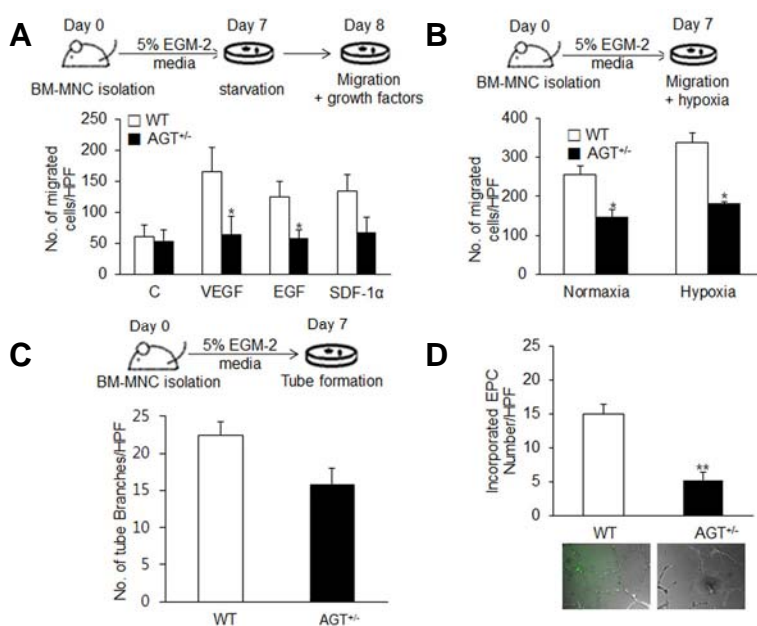 A
Day 0
Day 7
Day 8
5% EGM-2
media
BM-MNC isolation
starvation
Migration
+ growth factors
WT
AGT+/-
No. of migrated
cells/HPF
250
200
150
100
50
0
*
*
C
VEGF
EGF
SDF-1α
B
Day 0
Day 7
5% EGM-2
media
BM-MNC isolation
Migration
+ hypoxia
WT
AGT+/-
No. of migrated
cells/HPF
400
300
200
100
0
*
*
Normaxia
Hypoxia
C
Day 0
Day 7
5% EGM-2
media
BM-MNC isolation
Tube formation
No. of tube Branches/HPF
25
20
15
10
5
0
WT
AGT+/-
D
Incorporated EPC
Number/HPF
25
20
15
10
5
0
**
WT
AGT+/-